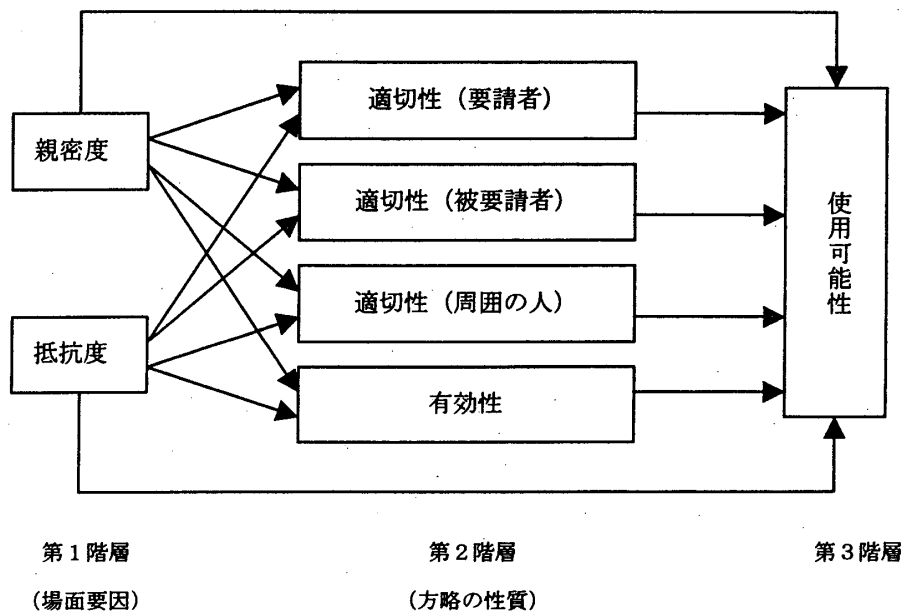 適切性（要請者）
親密度
適切性（被要請者）
使用可能性
適切性（周囲の人）
抵抗度
有効性
第１階層
第２階層
第３階層
（場面要因）
（方略の性質）